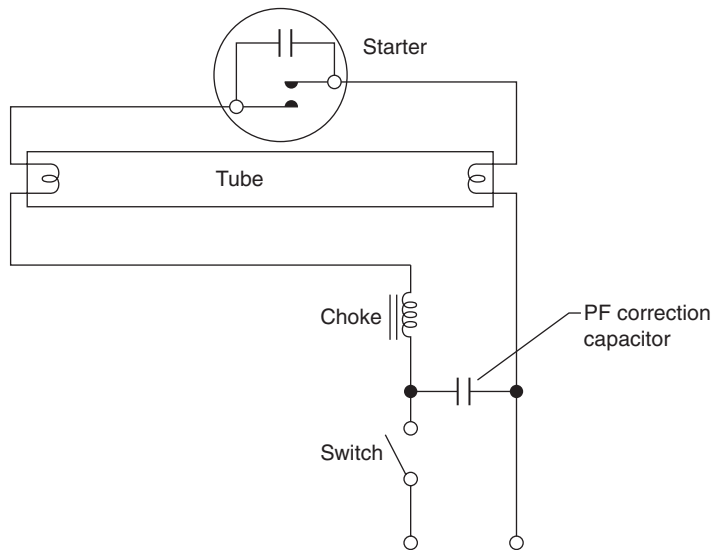 Starter
Tube
Choke
PF correction
capacitor
Switch